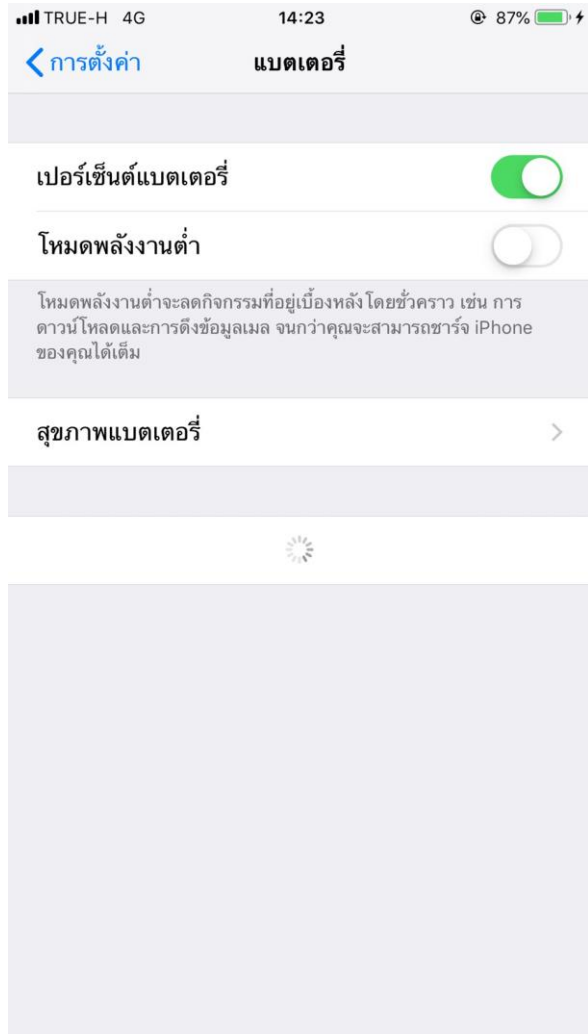 TRUE-H 4G 14:23 87%
การตั้งค่า แบตเตอรี่
เปอร์เซ็นต์แบตเตอรี่
โหมดพลังงานต่ำ
โหมดพลังงานต่ำจะลดกิจกรรมที่อยู่เบื้องหลังโดยชั่วคราว เช่น การ
ดาวน์โหลดและการดึงข้อมูลเมล จนกว่าคุณจะสามารถชาร์จ iPhone
ของคุณได้เต็ม
สุขภาพแบตเตอรี่